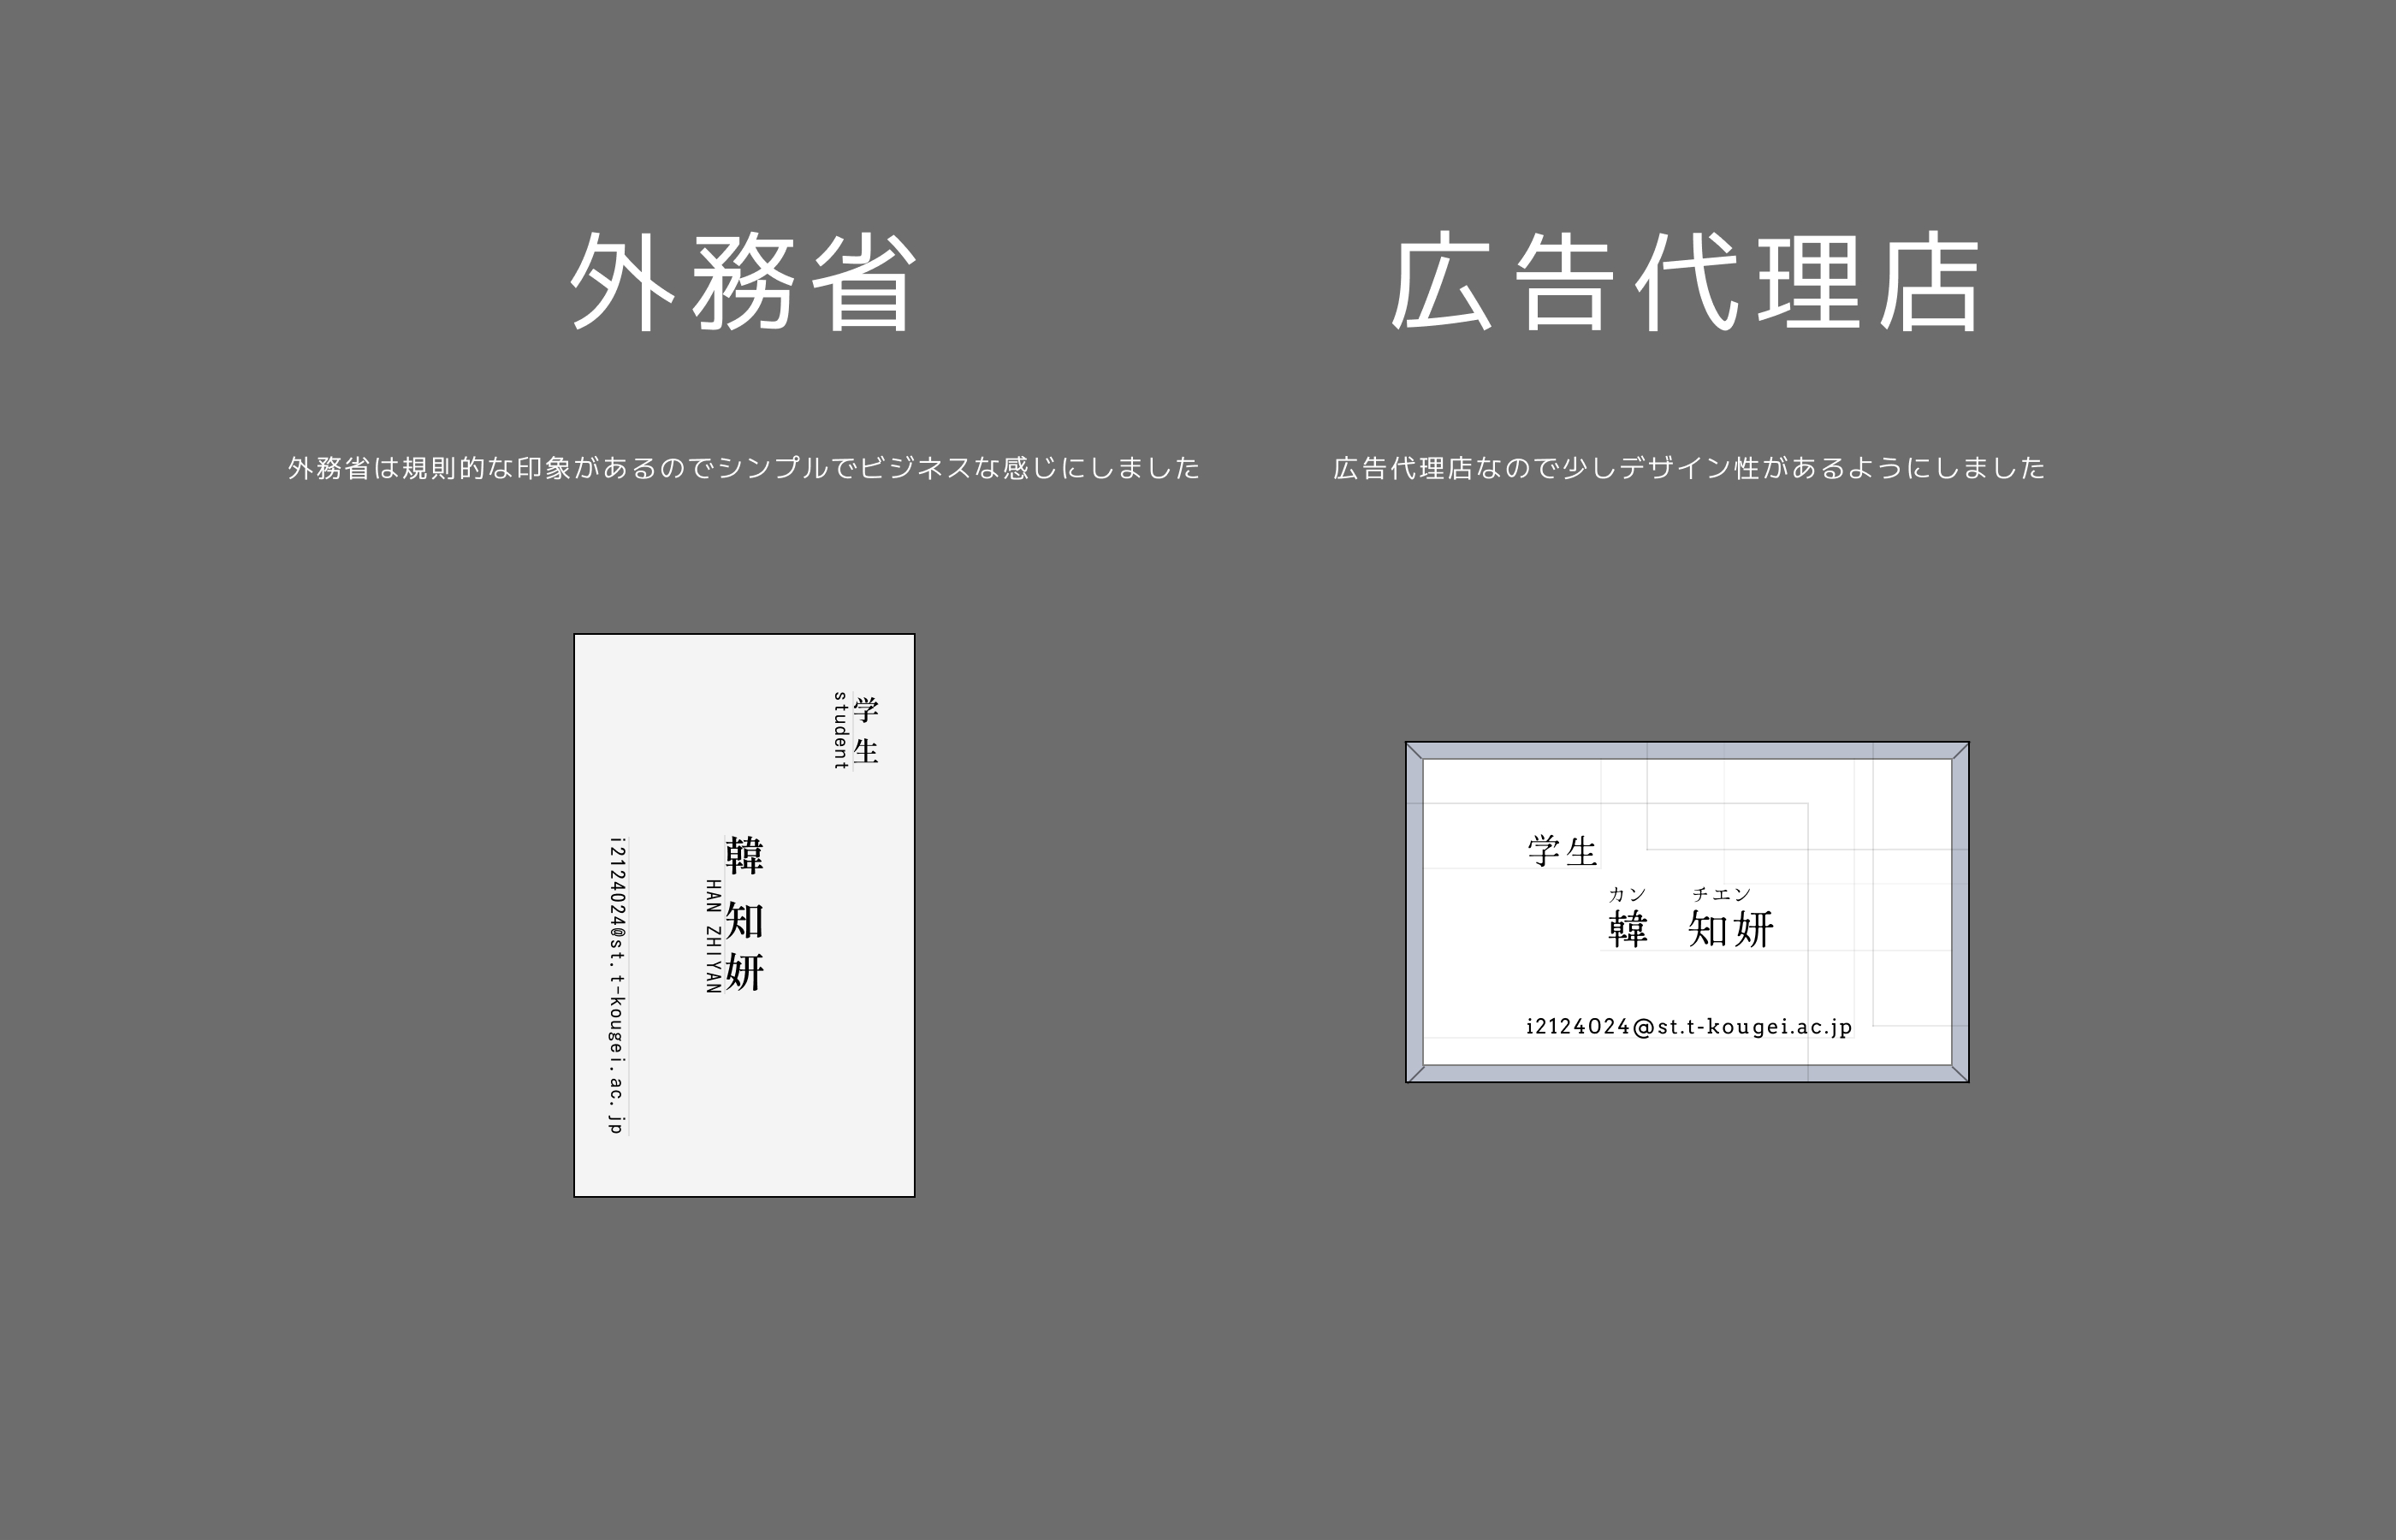 外務省
外務省は規則的な印象があるのでシンプルでビジネスな感じにしました
学生
student
韓知妍
HAN ZHIYAN
i2124024@st.t-kougei.ac.jp
広告代理店
広告代理店なので少しデザイン性があるようにしました
学生
カン チエン
韓 知妍
i2124024@st.t-kougei.ac.jp